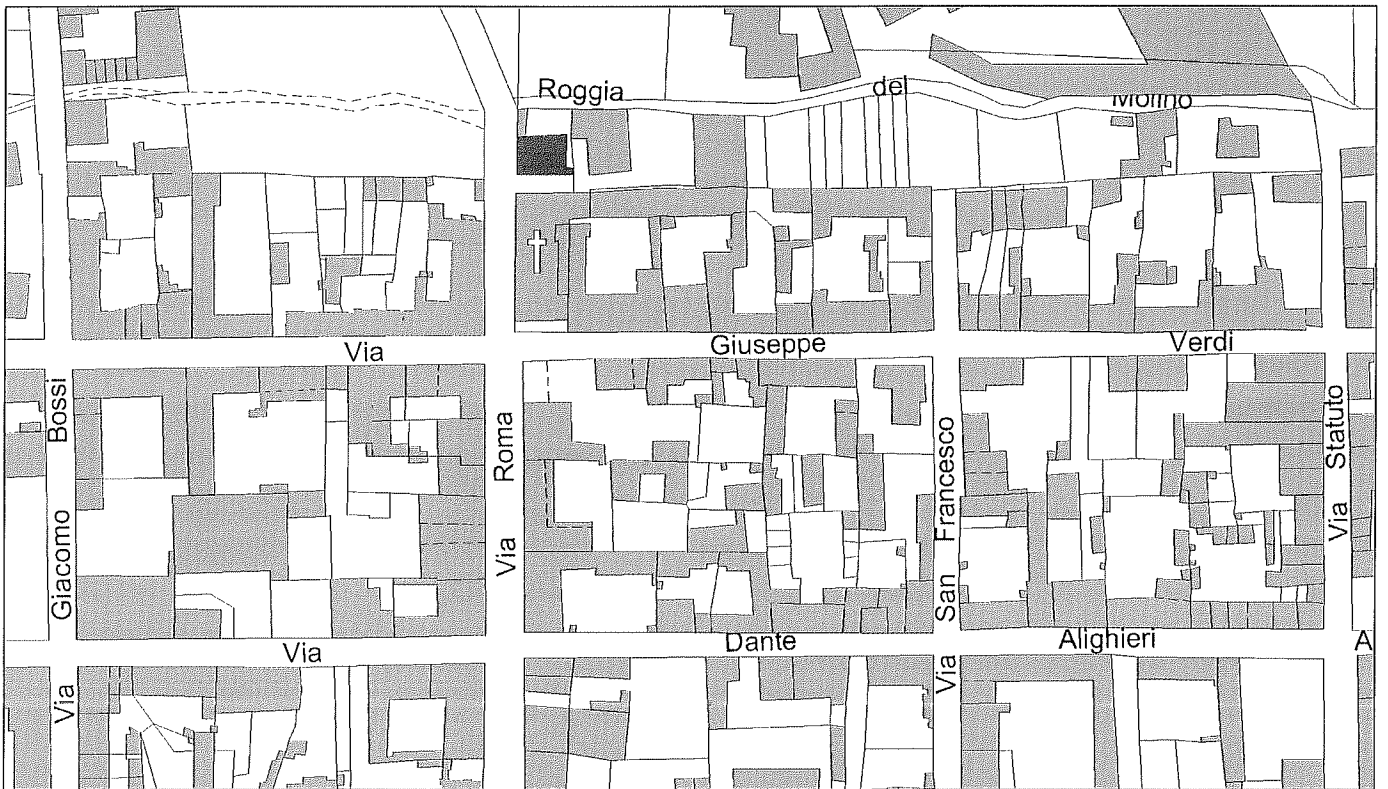 Roggia del Molino
Via Giuseppe Verdi
Via Giacomo Bossi
Via Roma
Via San Francesco
Via Statuto
Via Dante Alighieri
A